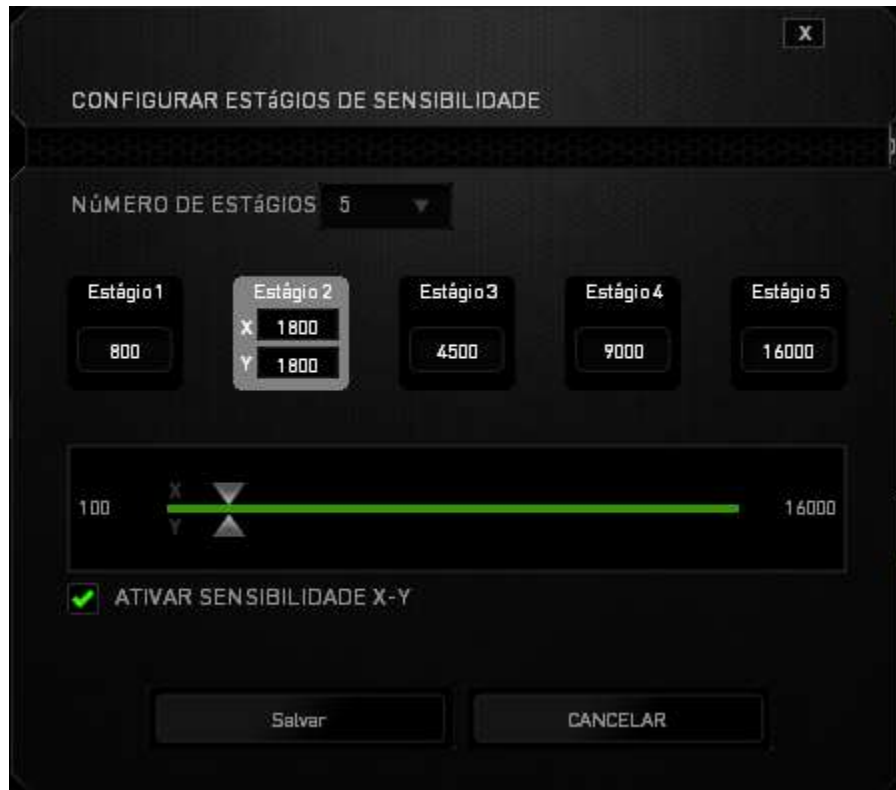 X
CONFIGURAR ESTáGIOS DE SENSIBILIDADE
NúMERO DE ESTáGIOS 5
Estágio 1 Estágio 2 Estágio 3 Estágio 4 Estágio 5
X 1800
800 4500 9000 16000
Y 1800
X
100 16000
Y
ATIVAR SENSIBILIDADE X-Y
Salvar CANCELAR